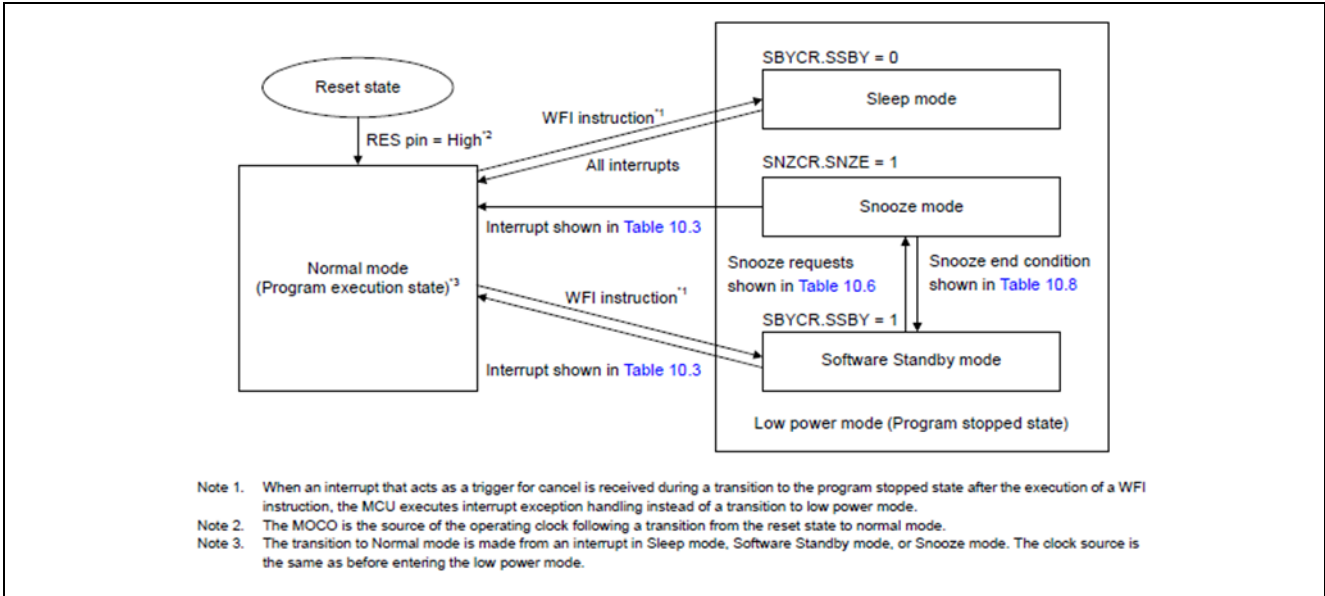 SBYCR.SSBY = 0
Reset state
Sleep mode
WFI instruction*1
RES pin = High*2
All interrupts
SNZCR.SNZE = 1
Snooze mode
Interrupt shown in Table 10.3
Normal mode
(Program execution state)*3
Snooze requests
shown in Table 10.6
Snooze end condition
shown in Table 10.8
WFI instruction*1
SBYCR.SSBY = 1
Software Standby mode
Interrupt shown in Table 10.3
Low power mode (Program stopped state)
Note 1. When an interrupt that acts as a trigger for cancel is received during a transition to the program stopped state after the execution of a WFI
instruction, the MCU executes interrupt exception handling instead of a transition to low power mode.
Note 2. The MOCO is the source of the operating clock following a transition from the reset state to normal mode.
Note 3. The transition to Normal mode is made from an interrupt in Sleep mode, Software Standby mode, or Snooze mode. The clock source is
the same as before entering the low power mode.